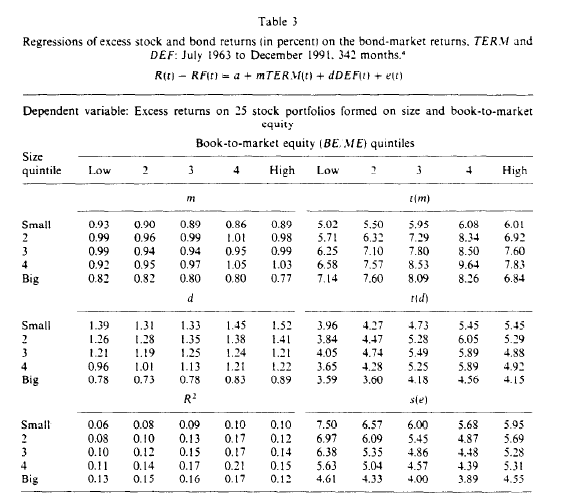 Table 3
Regressions of excess stock and bond returns (in percent) on the bond-market returns, TERM and
DEF: July 1963 to December 1991, 342 months.ᵃ
R(t) − RF(t) = a + mTERM(t) + dDEF(t) + e(t)
Dependent variable: Excess returns on 25 stock portfolios formed on size and book-to-market
equity
Book-to-market equity (BE.ME) quintiles
Size
quintile Low 2 3 4 High Low 2 3 4 High
m t(m)
Small 0.93 0.90 0.89 0.86 0.89 5.02 5.50 5.95 6.08 6.01
2 0.99 0.96 0.99 1.01 0.98 5.71 6.32 7.29 8.34 6.92
3 0.99 0.94 0.94 0.95 0.99 6.25 7.10 7.80 8.50 7.60
4 0.92 0.95 0.97 1.05 1.03 6.58 7.57 8.53 9.64 7.83
Big 0.82 0.82 0.80 0.80 0.77 7.14 7.60 8.09 8.26 6.84
d t(d)
Small 1.39 1.31 1.33 1.45 1.52 3.96 4.27 4.73 5.45 5.45
2 1.26 1.28 1.35 1.38 1.41 3.84 4.47 5.28 6.05 5.29
3 1.21 1.19 1.25 1.24 1.21 4.05 4.74 5.49 5.89 4.88
4 0.96 1.01 1.13 1.21 1.22 3.65 4.28 5.25 5.89 4.92
Big 0.78 0.73 0.78 0.83 0.89 3.59 3.60 4.18 4.56 4.15
R² s(e)
Small 0.06 0.08 0.09 0.10 0.10 7.50 6.57 6.00 5.68 5.95
2 0.08 0.10 0.13 0.17 0.12 6.97 6.09 5.45 4.87 5.69
3 0.10 0.12 0.15 0.17 0.14 6.38 5.35 4.86 4.48 5.28
4 0.11 0.14 0.17 0.21 0.15 5.63 5.04 4.57 4.39 5.31
Big 0.13 0.15 0.16 0.17 0.12 4.61 4.33 4.00 3.89 4.55